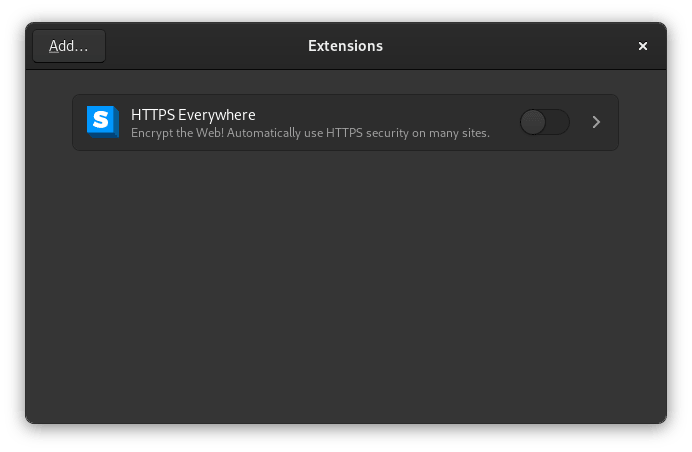 Add…
Extensions
S
HTTPS Everywhere
Encrypt the Web! Automatically use HTTPS security on many sites.